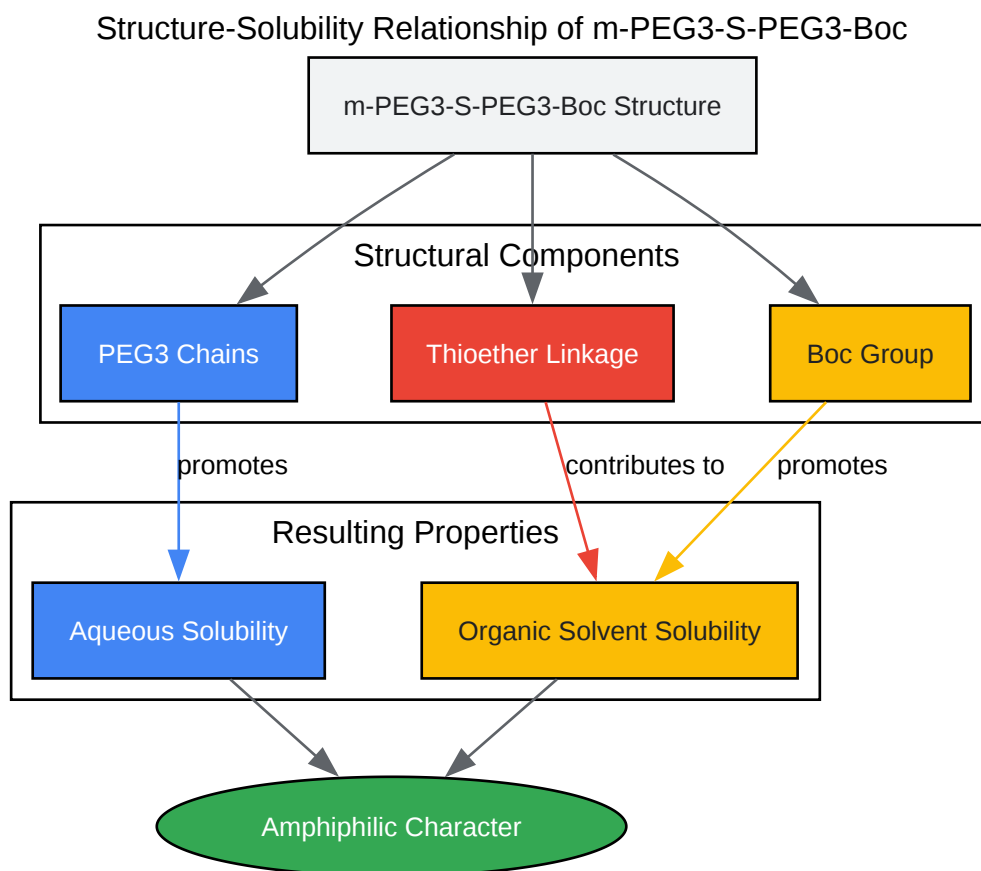 Structure-Solubility Relationship of m-PEG3-S-PEG3-Boc
m-PEG3-S-PEG3-Boc Structure
Structural Components
PEG3 Chains
Thioether Linkage
Boc Group
promotes
contributes to
promotes
Resulting Properties
Aqueous Solubility
Organic Solvent Solubility
Amphiphilic Character